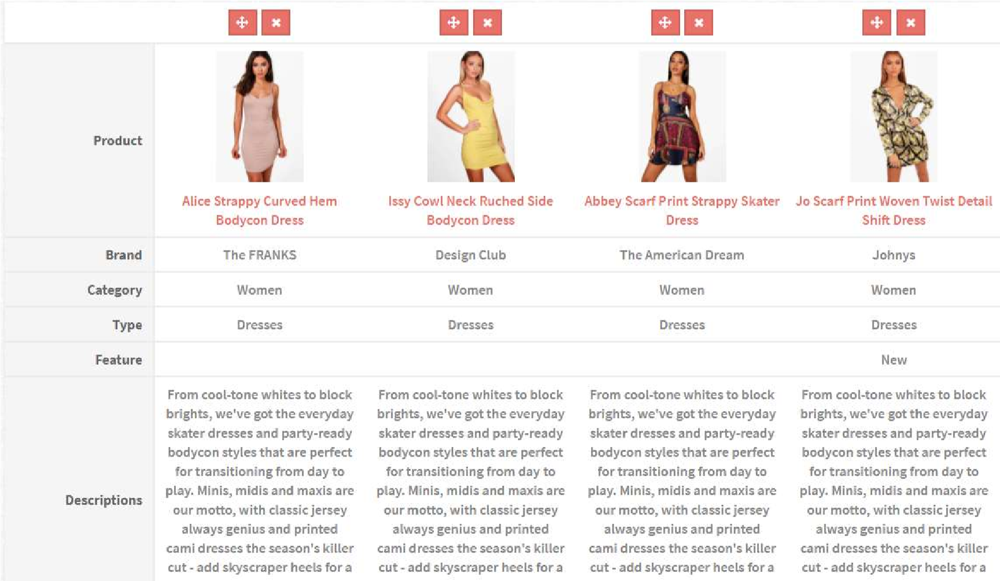 Product
Alice Strappy Curved Hem
Bodycon Dress
Issy Cowl Neck Ruched Side
Bodycon Dress
Abbey Scarf Print Strappy Skater
Dress
Jo Scarf Print Woven Twist Detail
Shift Dress
Brand
The FRANKS
Design Club
The American Dream
Johnys
Category
Women
Women
Women
Women
Type
Dresses
Dresses
Dresses
Dresses
Feature
New
Descriptions
From cool-tone whites to block
brights, we've got the everyday
skater dresses and party-ready
bodycon styles that are perfect
for transitioning from day to
play. Minis, midis and maxis are
our motto, with classic jersey
always genius and printed
cami dresses the season's killer
cut - add skyscraper heels for a
From cool-tone whites to block
brights, we've got the everyday
skater dresses and party-ready
bodycon styles that are perfect
for transitioning from day to
play. Minis, midis and maxis are
our motto, with classic jersey
always genius and printed
cami dresses the season's killer
cut - add skyscraper heels for a
From cool-tone whites to block
brights, we've got the everyday
skater dresses and party-ready
bodycon styles that are perfect
for transitioning from day to
play. Minis, midis and maxis are
our motto, with classic jersey
always genius and printed
cami dresses the season's killer
cut - add skyscraper heels for a
From cool-tone whites to block
brights, we've got the everyday
skater dresses and party-ready
bodycon styles that are perfect
for transitioning from day to
play. Minis, midis and maxis are
our motto, with classic jersey
always genius and printed
cami dresses the season's killer
cut - add skyscraper heels for a